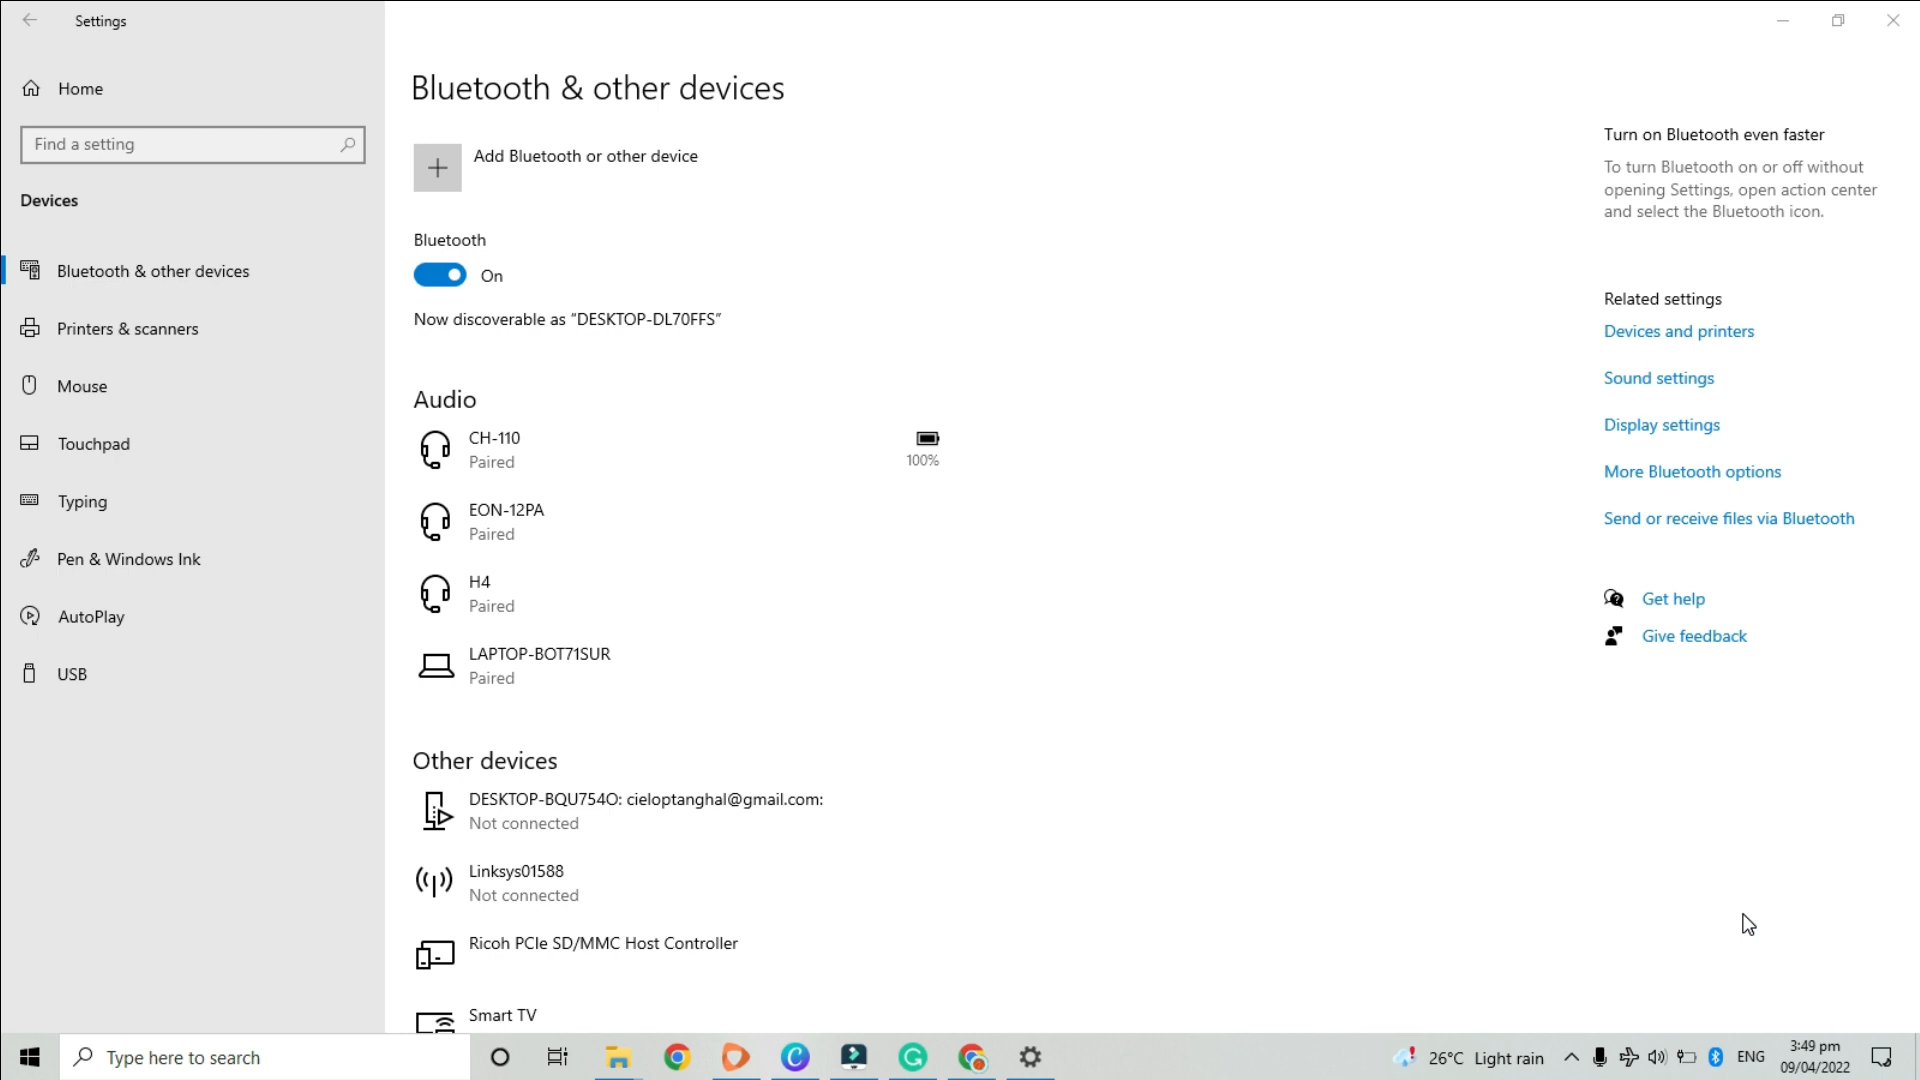 Settings
Home
Find a setting
Devices
Bluetooth & other devices
Printers & scanners
Mouse
Touchpad
Typing
Pen & Windows Ink
AutoPlay
USB
Bluetooth & other devices
Add Bluetooth or other device
Bluetooth
On
Now discoverable as “DESKTOP-DL70FFS”
Audio
CH-110
Paired
100%
EON-12PA
Paired
H4
Paired
LAPTOP-BOT71SUR
Paired
Other devices
DESKTOP-BQU754O: cieloptanghal@gmail.com:
Not connected
Linksys01588
Not connected
Ricoh PCIe SD/MMC Host Controller
Smart TV
Turn on Bluetooth even faster
To turn Bluetooth on or off without
opening Settings, open action center
and select the Bluetooth icon.
Related settings
Devices and printers
Sound settings
Display settings
More Bluetooth options
Send or receive files via Bluetooth
Get help
Give feedback
Type here to search
26°C Light rain
ENG
3:49 pm
09/04/2022